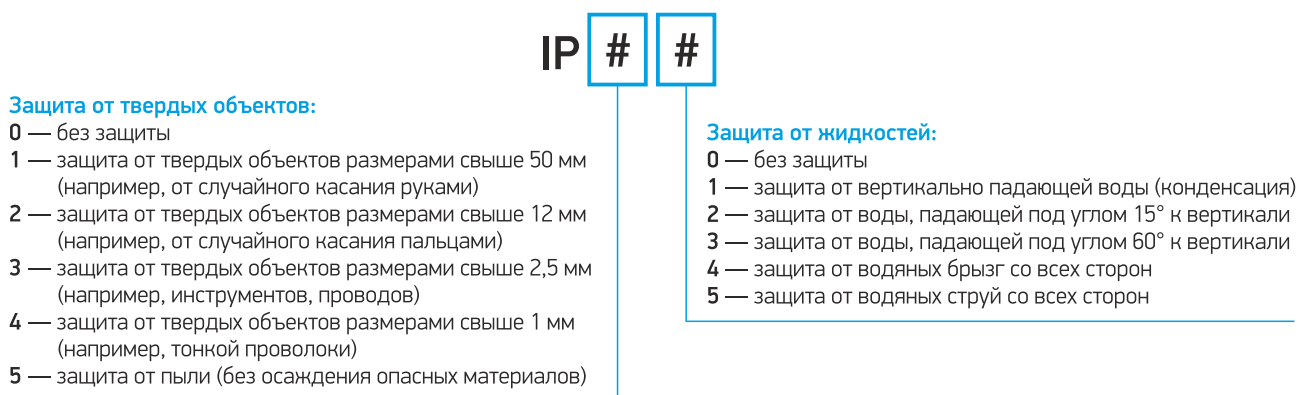 IP # #
Защита от твердых объектов:
0 — без защиты
1 — защита от твердых объектов размерами свыше 50 мм
(например, от случайного касания руками)
2 — защита от твердых объектов размерами свыше 12 мм
(например, от случайного касания пальцами)
3 — защита от твердых объектов размерами свыше 2,5 мм
(например, инструментов, проводов)
4 — защита от твердых объектов размерами свыше 1 мм
(например, тонкой проволоки)
5 — защита от пыли (без осаждения опасных материалов)
Защита от жидкостей:
0 — без защиты
1 — защита от вертикально падающей воды (конденсация)
2 — защита от воды, падающей под углом 15° к вертикали
3 — защита от воды, падающей под углом 60° к вертикали
4 — защита от водяных брызг со всех сторон
5 — защита от водяных струй со всех сторон